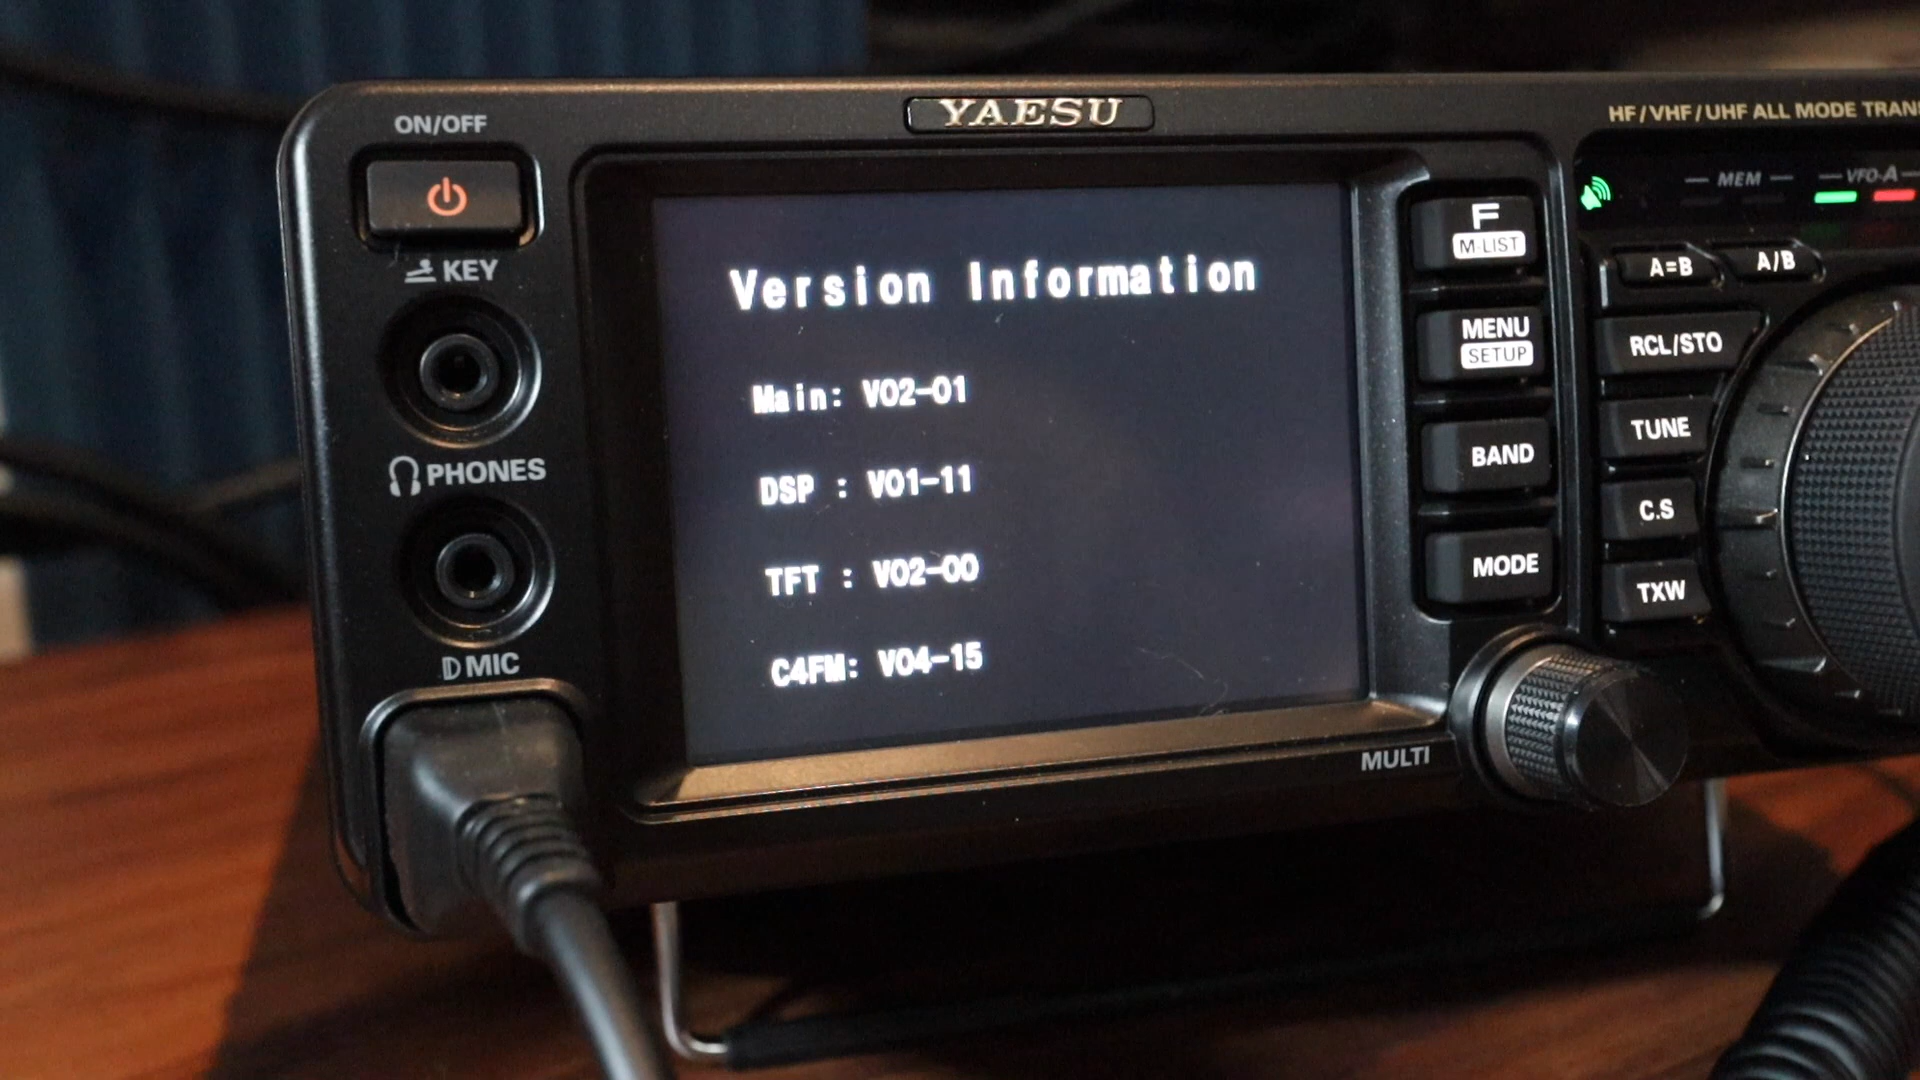 ON/OFF
YAESU
HF/VHF/UHF ALL MODE
MEM
VFO-A
F
M-LIST
A=B
A/B
KEY
Version Information
MENU
SETUP
RCL/STO
Main: V02-01
BAND
TUNE
PHONES
DSP : V01-11
C.S
TFT : V02-00
MODE
TXW
MIC
C4FM: V04-15
MULTI